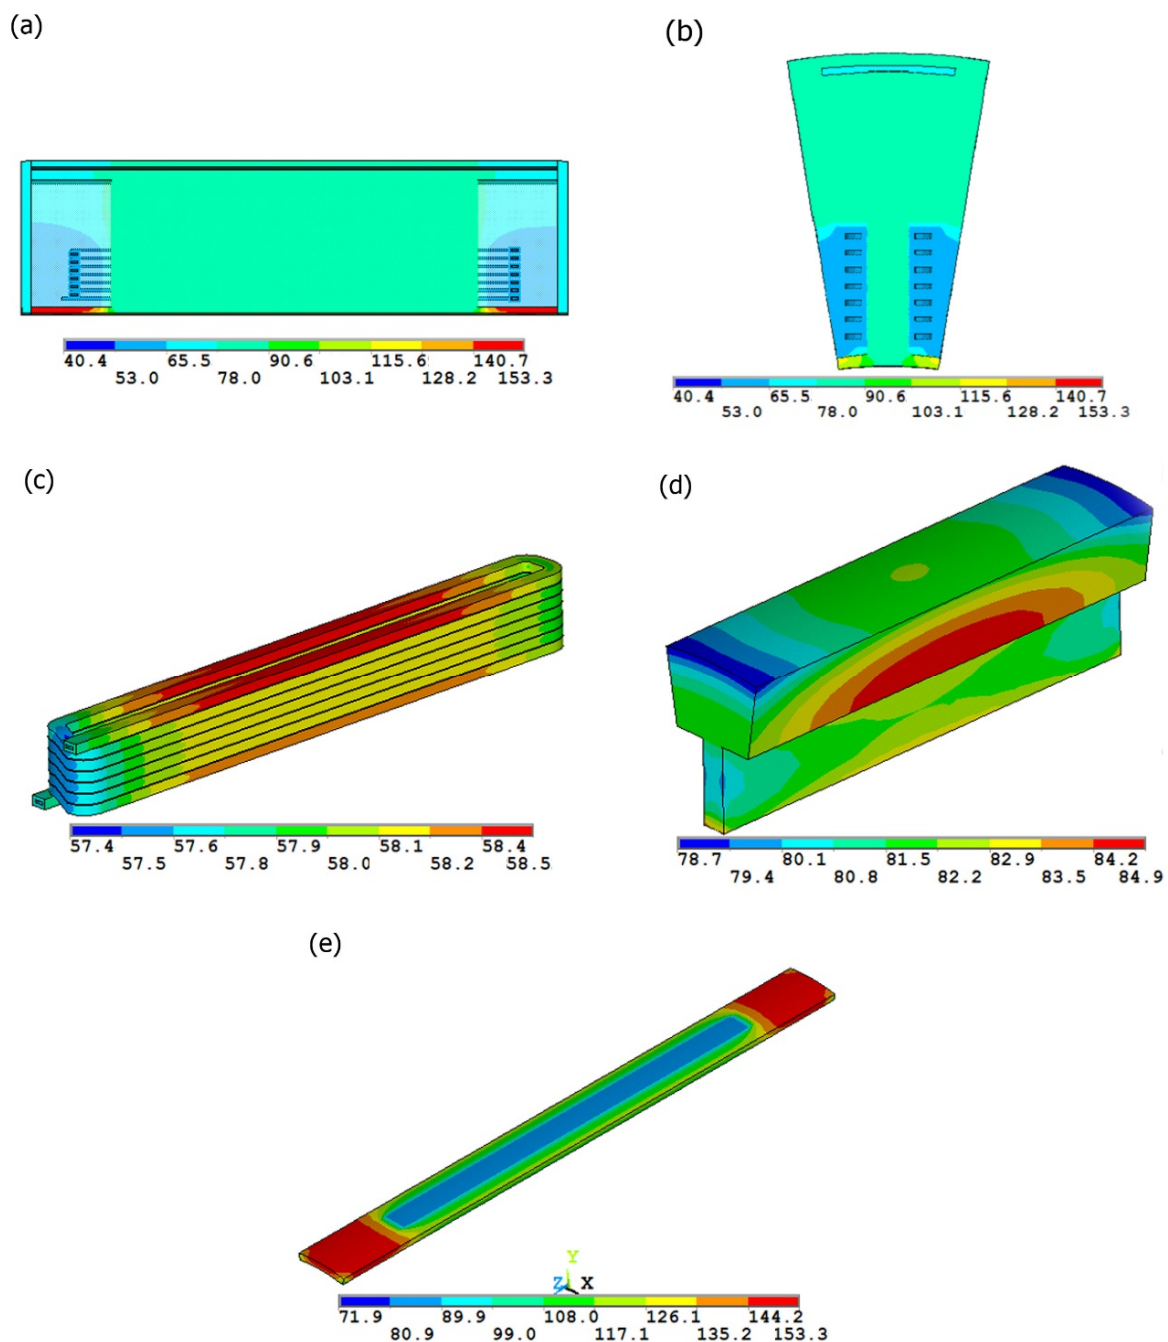 (a)
(b)
40.4 65.5 90.6 115.6 140.7
53.0 78.0 103.1 128.2 153.3
40.4 65.5 90.6 115.6 140.7
53.0 78.0 103.1 128.2 153.3
(c)
(d)
57.4 57.6 57.9 58.1 58.4
57.5 57.8 58.0 58.2 58.5
78.7 80.1 81.5 82.9 84.2
79.4 80.8 82.2 83.5 84.9
(e)
Y
Z X
71.9 89.9 108.0 126.1 144.2
80.9 99.0 117.1 135.2 153.3